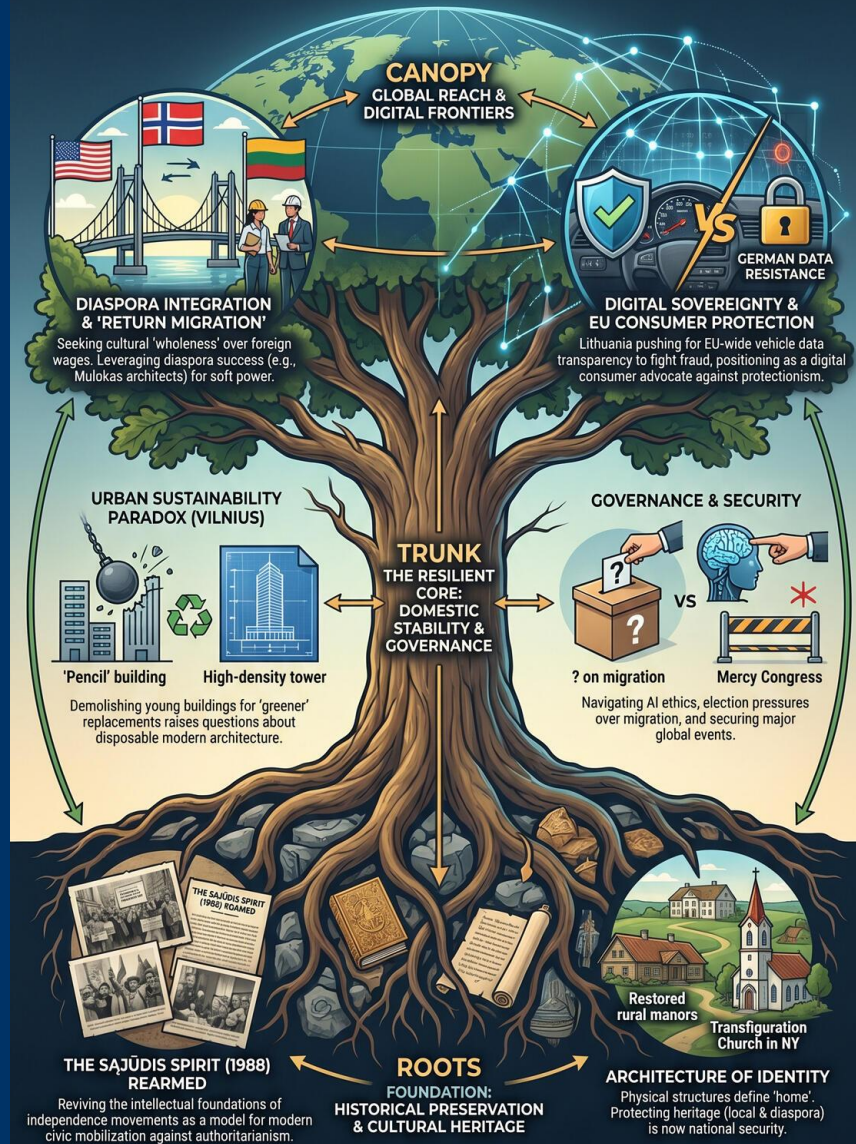 CANOPY
GLOBAL REACH &
DIGITAL FRONTIERS
VS
GERMAN DATA
RESISTANCE
DIASPORA INTEGRATION
& 'RETURN MIGRATION'
Seeking cultural 'wholeness' over foreign
wages. Leveraging diaspora success (e.g.,
Mulokas architects) for soft power.
DIGITAL SOVEREIGNTY &
EU CONSUMER PROTECTION
Lithuania pushing for EU-wide vehicle data
transparency to fight fraud, positioning as a digital
consumer advocate against protectionism.
URBAN SUSTAINABILITY
PARADOX (VILNIUS)
'Pencil' building
High-density tower
Demolishing young buildings for 'greener'
replacements raises questions about
disposable modern architecture.
TRUNK
THE RESILIENT
CORE:
DOMESTIC
STABILITY &
GOVERNANCE
GOVERNANCE & SECURITY
?
?
VS
? on migration
Mercy Congress
Navigating AI ethics, election pressures
over migration, and securing major
global events.
THE SAJŪDIS SPIRIT
(1988) ROAMED
THE SĄJŪDIS SPIRIT (1988)
REARMED
Reviving the intellectual foundations of
independence movements as a model for modern
civic mobilization against authoritarianism.
ROOTS
FOUNDATION:
HISTORICAL PRESERVATION
& CULTURAL HERITAGE
Restored
rural manors
Transfiguration
Church in NY
ARCHITECTURE OF IDENTITY
Physical structures define 'home'.
Protecting heritage (local & diaspora)
is now national security.